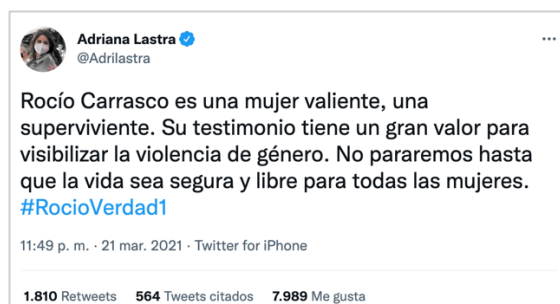 Adriana Lastra
@Adrilastra
Rocío Carrasco es una mujer valiente, una
superviviente. Su testimonio tiene un gran valor para
visibilizar la violencia de género. No pararemos hasta
que la vida sea segura y libre para todas las mujeres.
#RocioVerdad1
11:49 p. m. · 21 mar. 2021 · Twitter for iPhone
1.810 Retweets 564 Tweets citados 7.989 Me gusta